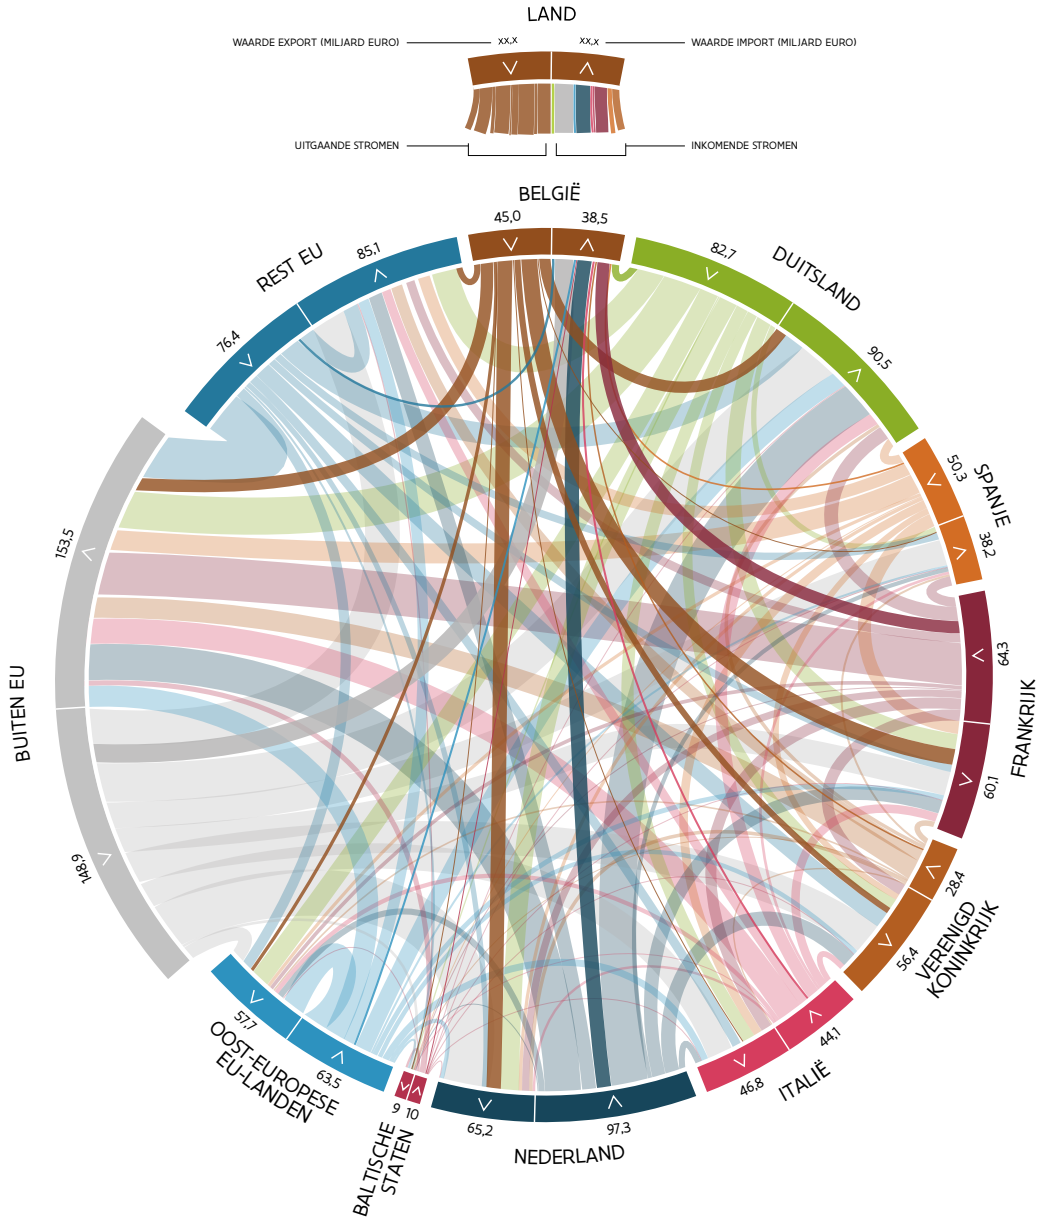 LAND
WAARDE EXPORT (MILJARD EURO)
xx,x
xx,x
WAARDE IMPORT (MILJARD EURO)
UITGAANDE STROMEN
INKOMENDE STROMEN
BELGIË
45,0
38,5
DUITSLAND
82,7
90,5
SPANJE
50,3
38,2
FRANKRIJK
64,3
60,1
VERENIGD
KONINKRIJK
28,4
56,4
ITALIË
44,1
46,8
NEDERLAND
97,3
65,2
BALTISCHE
STATEN
10
9
OOST-EUROPESE
EU-LANDEN
63,5
57,7
BUITEN EU
148,9
153,5
REST EU
76,4
85,1